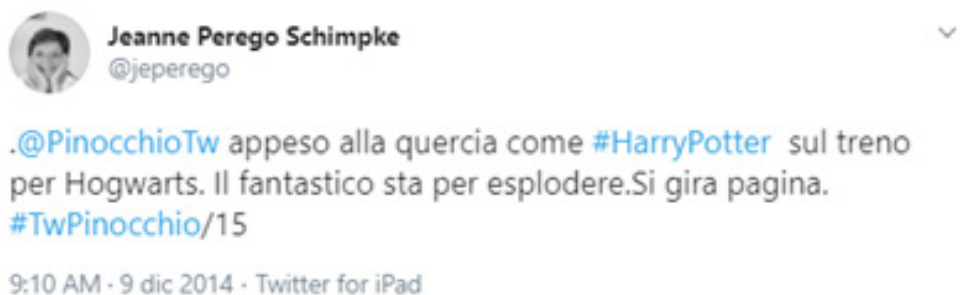 Jeanne Perego Schimpke
@jeperego
.@PinocchioTw appeso alla quercia come #HarryPotter sul treno
per Hogwarts. Il fantastico sta per esplodere.Si gira pagina.
#TwPinocchio/15
9:10 AM · 9 dic 2014 · Twitter for iPad